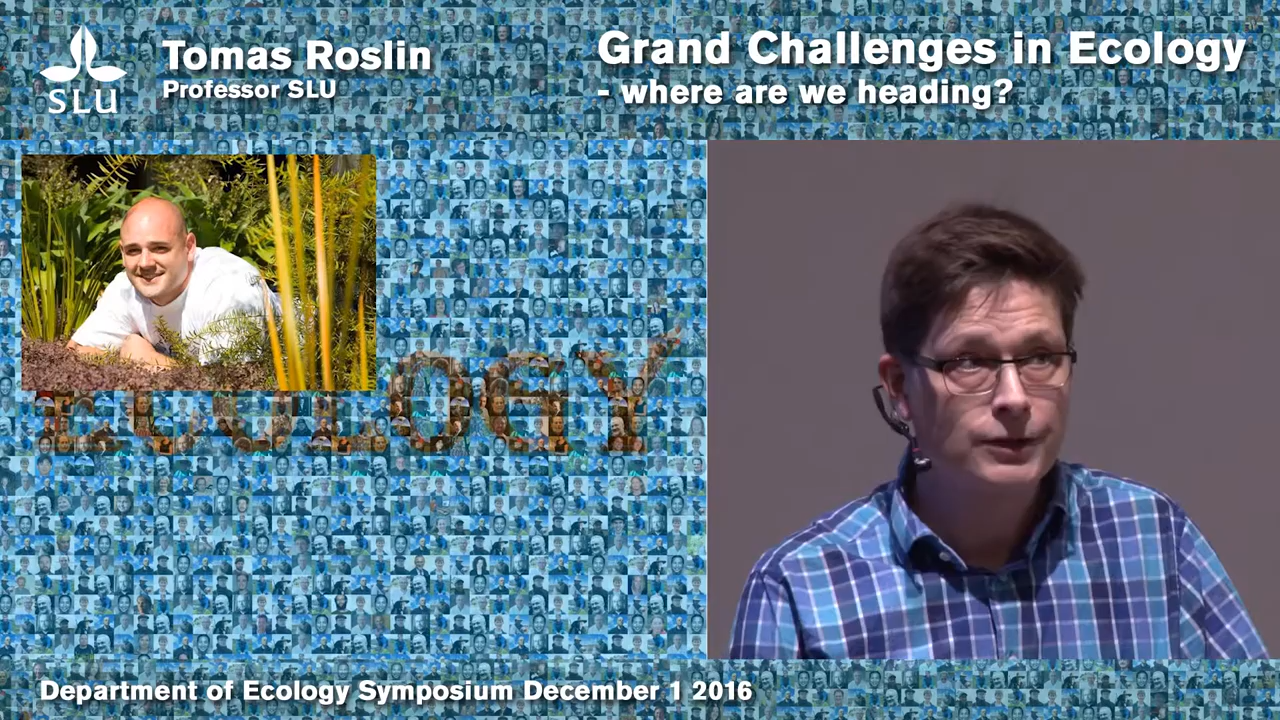 SLU
Tomas Roslin
Professor SLU
Grand Challenges in Ecology
- where are we heading?
ECOLOGY
Department of Ecology Symposium December 1 2016